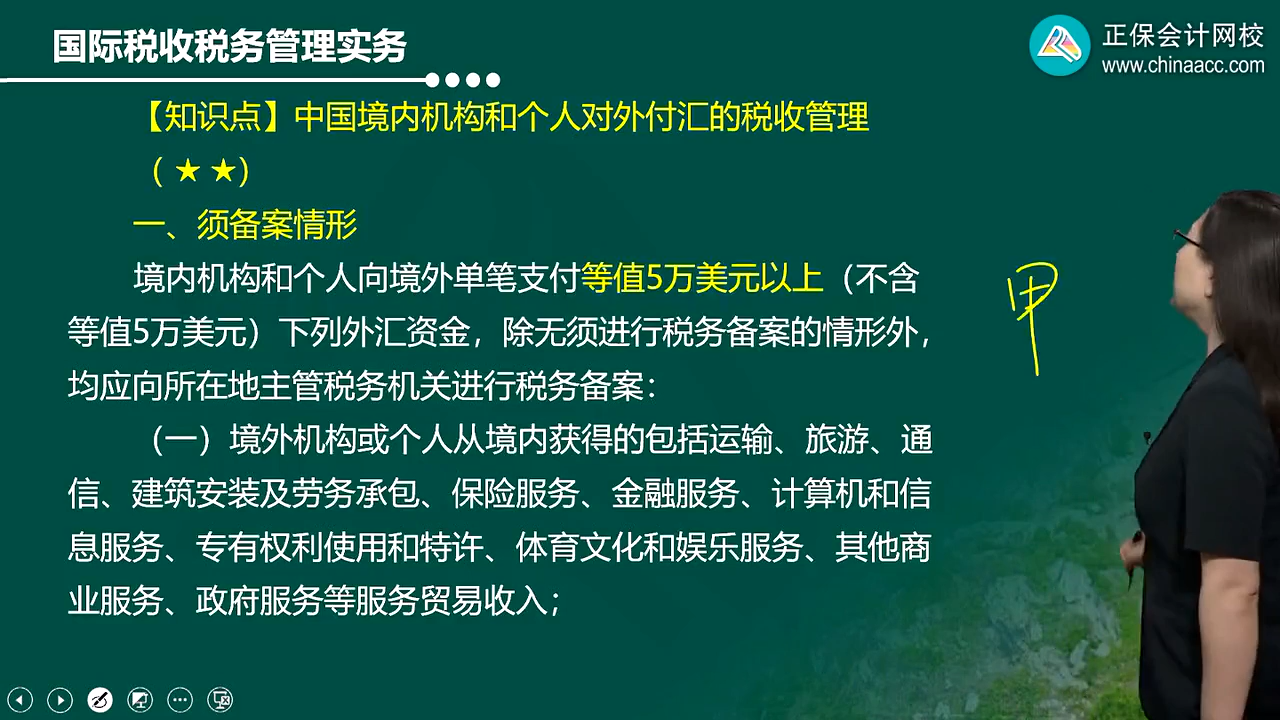 国际税收税务管理实务
正保会计网校
www.chinaacc.com
【知识点】中国境内机构和个人对外付汇的税收管理
（★★）
一、须备案情形
境内机构和个人向境外单笔支付等值5万美元以上（不含
等值5万美元）下列外汇资金，除无须进行税务备案的情形外，
均应向所在地主管税务机关进行税务备案：
（一）境外机构或个人从境内获得的包括运输、旅游、通
信、建筑安装及劳务承包、保险服务、金融服务、计算机和信
息服务、专有权利使用和特许、体育文化和娱乐服务、其他商
业服务、政府服务等服务贸易收入；
甲